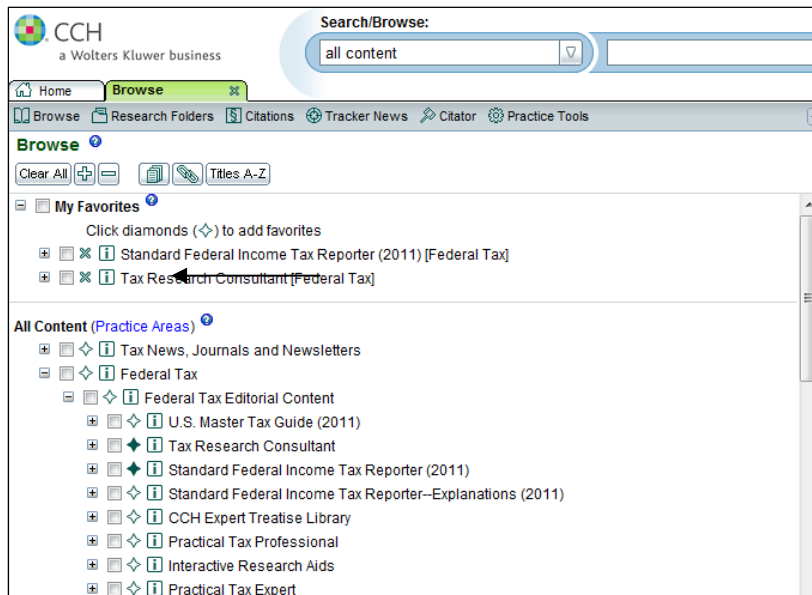 CCH
a Wolters Kluwer business
Search/Browse:
all content
Home Browse
Browse Research Folders Citations Tracker News Citator Practice Tools
Browse
Clear All Titles A-Z
My Favorites
Click diamonds (✧) to add favorites
Standard Federal Income Tax Reporter (2011) [Federal Tax]
Tax Research Consultant [Federal Tax]
All Content (Practice Areas)
Tax News, Journals and Newsletters
Federal Tax
Federal Tax Editorial Content
U.S. Master Tax Guide (2011)
Tax Research Consultant
Standard Federal Income Tax Reporter (2011)
Standard Federal Income Tax Reporter--Explanations (2011)
CCH Expert Treatise Library
Practical Tax Professional
Interactive Research Aids
Practical Tax Expert